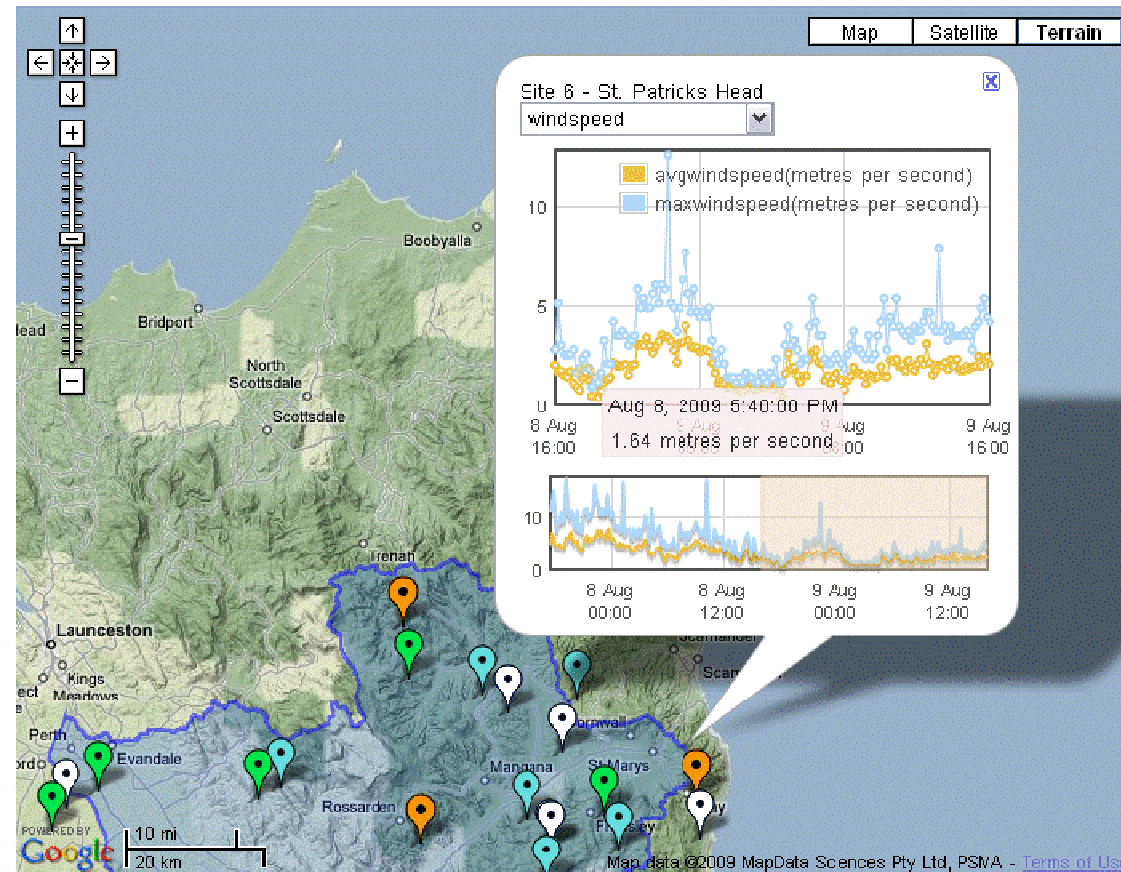 Map Satellite Terrain
Site 6 - St. Patricks Head
windspeed
avgwindspeed(metres per second)
maxwindspeed(metres per second)
10
5
0
Aug 8, 2009 5:40:00 PM
1.64 metres per second
8 Aug
16:00
9 Aug
16:00
10
0
8 Aug 8 Aug 9 Aug 9 Aug
00:00 12:00 00:00 12:00
Boobyalla
Bridport
North
Scottsdale
Scottsdale
Launceston
Kings
Meadows
Perth
Evandale
Mangana
St Marys
Rossarden
POWERED BY
Google
10 mi
20 km
Map data ©2009 MapData Sciences Pty Ltd, PSMA - Terms of Us